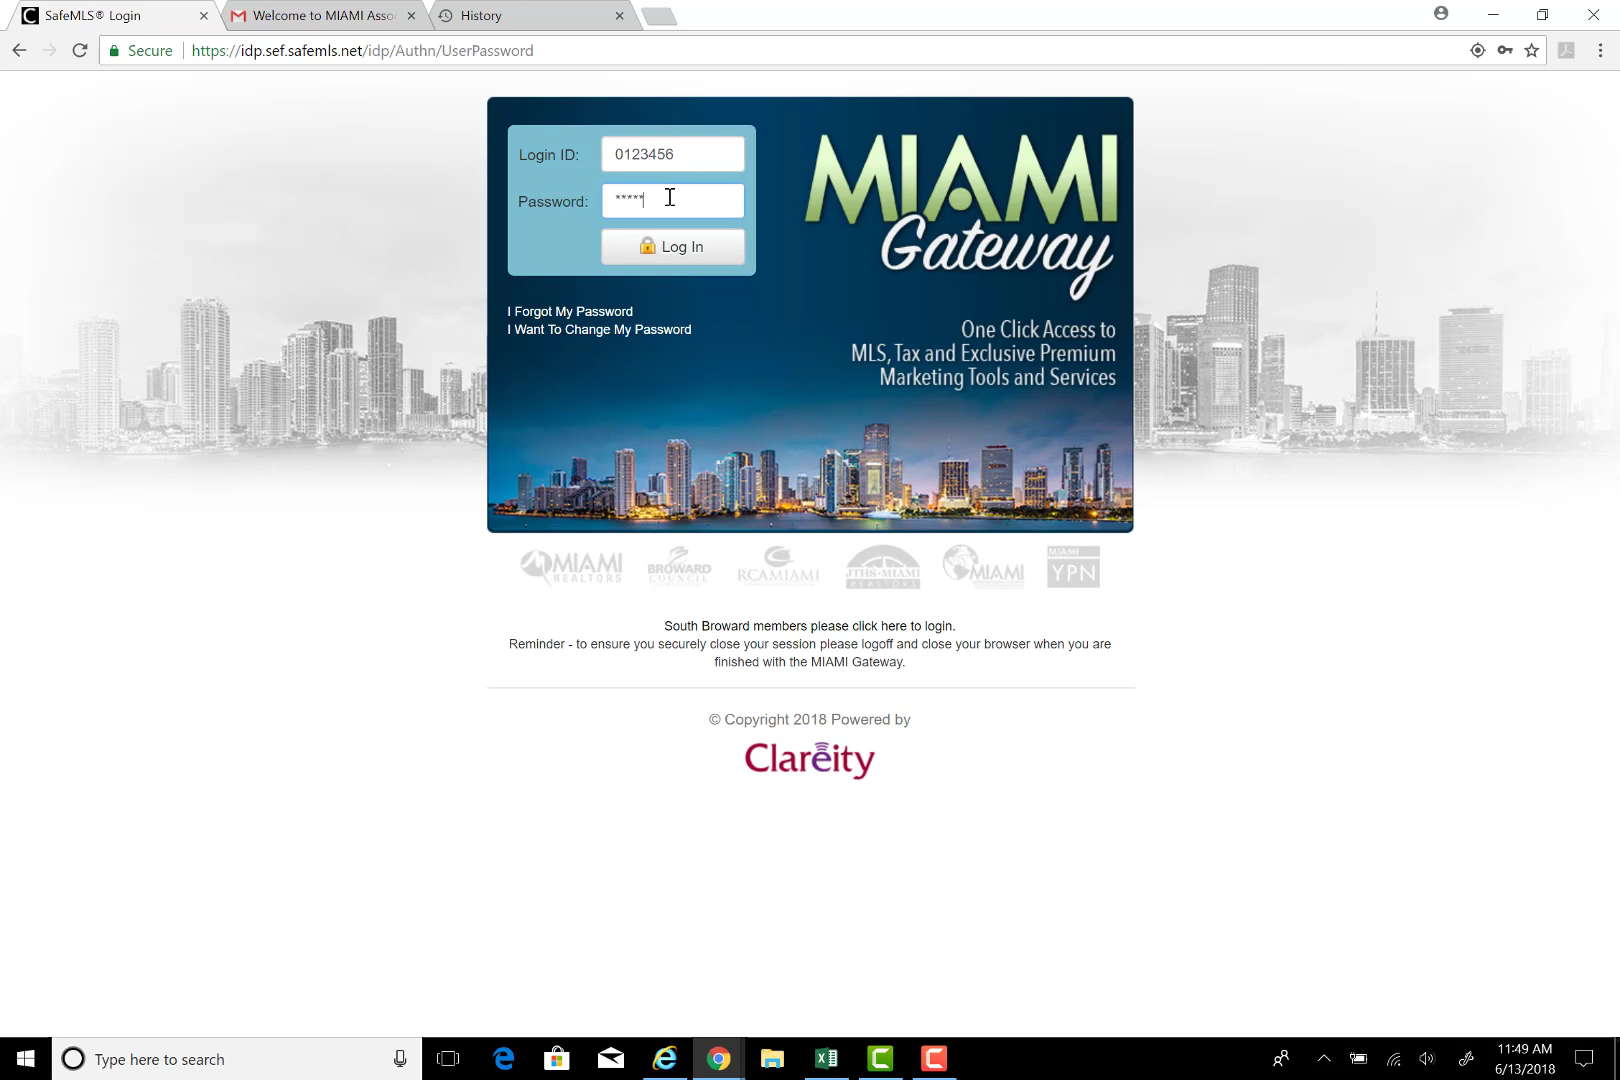 SafeMLS® Login
Welcome to MIAMI Asso
History
Secure
https://idp.sef.safemls.net/idp/Authn/UserPassword
Login ID: 0123456
Password: *****
Log In
I Forgot My Password
I Want To Change My Password
MIAMI
Gateway
One Click Access to
MLS, Tax and Exclusive Premium
Marketing Tools and Services
MIAMI
REALTORS
BROWARD
COUNCIL
RCAMIAMI
JTHS-MIAMI
REALTORS
MIAMI
MIAMI
YPN
South Broward members please click here to login.
Reminder - to ensure you securely close your session please logoff and close your browser when you are
finished with the MIAMI Gateway.
© Copyright 2018 Powered by
Clareity
Type here to search
11:49 AM
6/13/2018